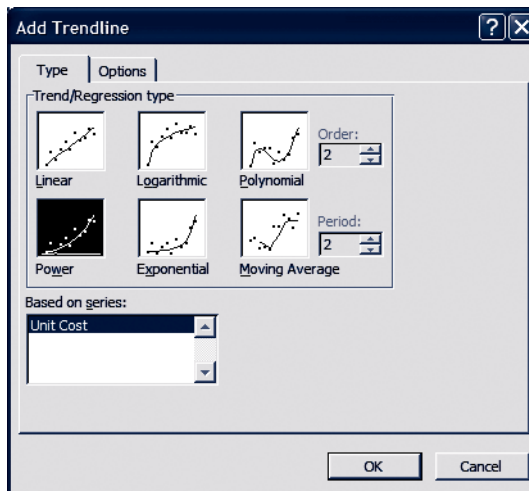 Add Trendline
Type
Options
Trend/Regression type
Order:
2
Linear
Logarithmic
Polynomial
Period:
2
Power
Exponential
Moving Average
Based on series:
Unit Cost
OK
Cancel